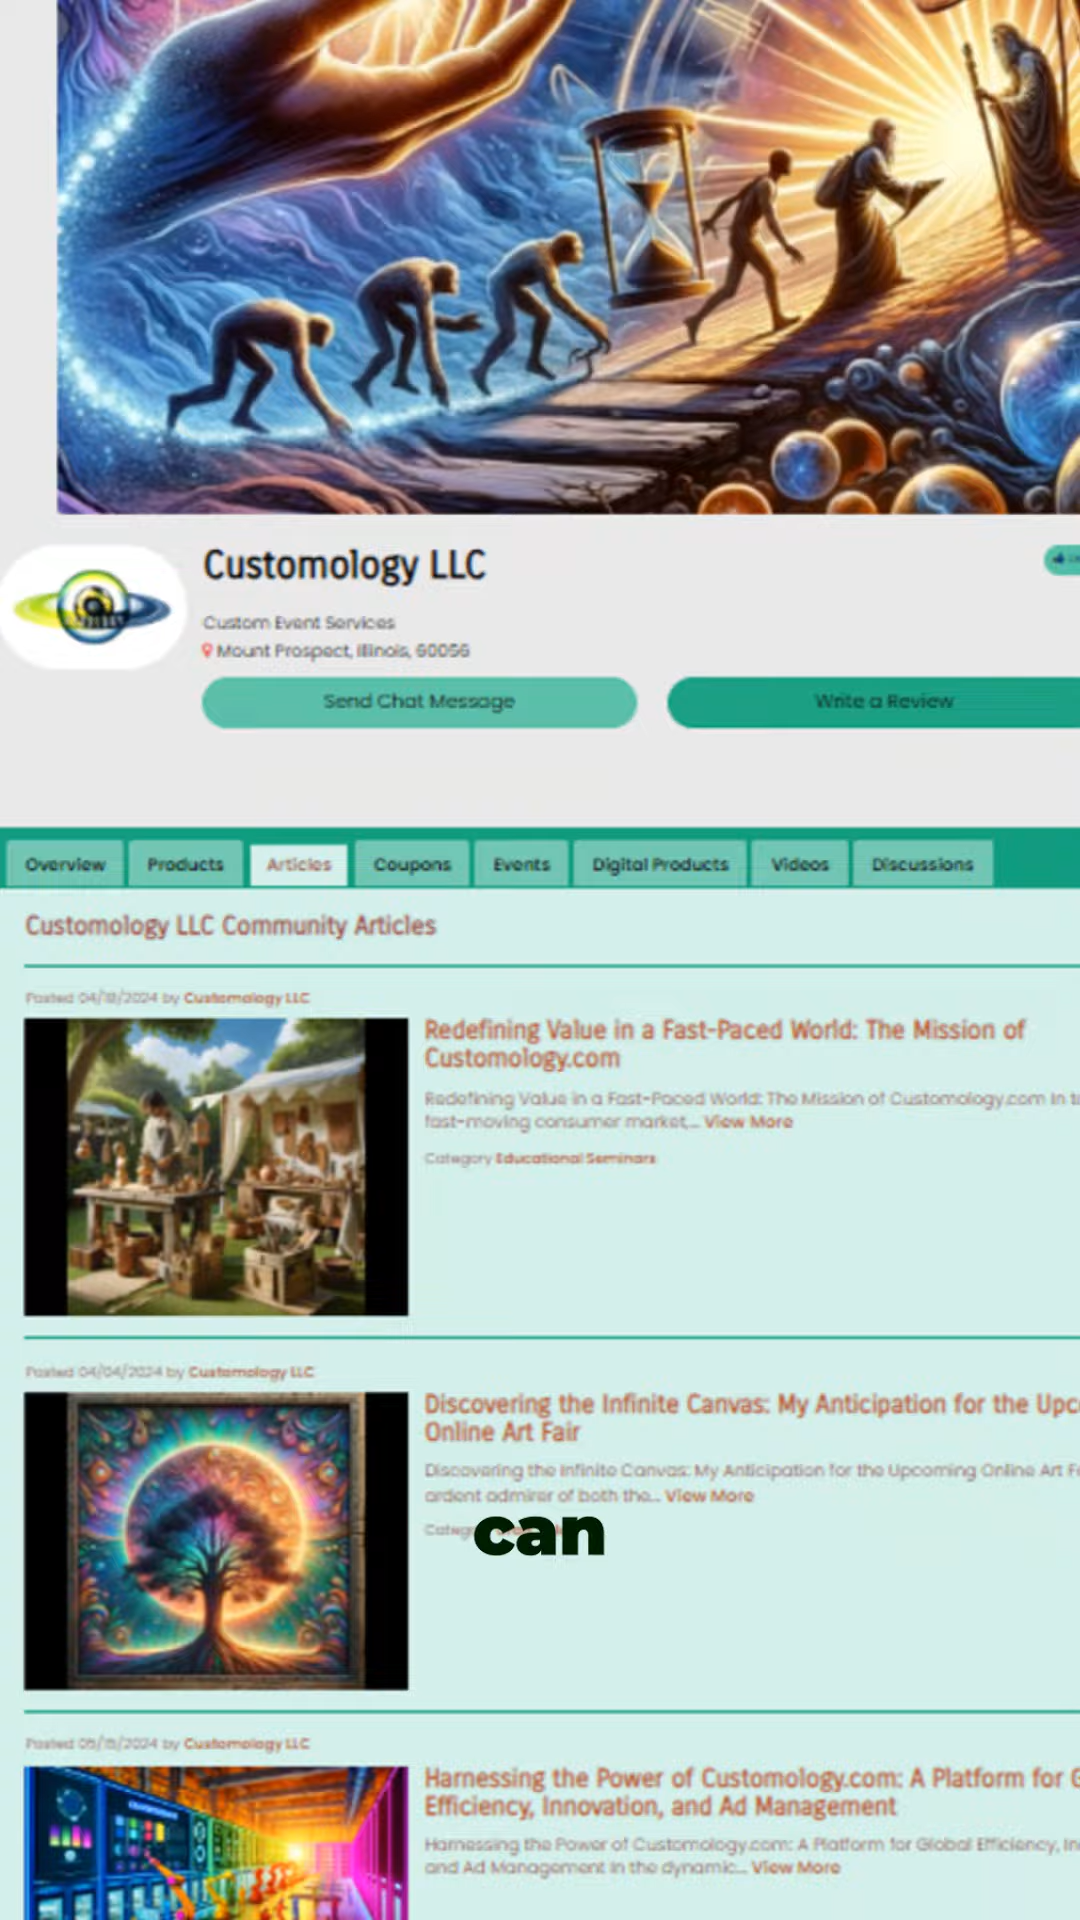 Customology LLC
Custom Event Services
Mount Prospect, Illinois, 60056
Send Chat Message
Write a Review
Overview
Products
Articles
Coupons
Events
Digital Products
Videos
Discussions
Customology LLC Community Articles
Posted 04/18/2024 by Customology LLC
Redefining Value in a Fast-Paced World: The Mission of
Customology.com
Redefining Value in a Fast-Paced World: The Mission of Customology.com In
fast-moving consumer market,... View More
Category Educational Seminars
Posted 04/04/2024 by Customology LLC
Discovering the Infinite Canvas: My Anticipation for the Upc
Online Art Fair
Discovering the Infinite Canvas: My Anticipation for the Upcoming Online Art F
ardent admirer of both the... View More
can
Posted 05/15/2024 by Customology LLC
Harnessing the Power of Customology.com: A Platform for G
Efficiency, Innovation, and Ad Management
Harnessing the Power of Customology.com: A Platform for Global Efficiency, In
and Ad Management In the dynamic... View More